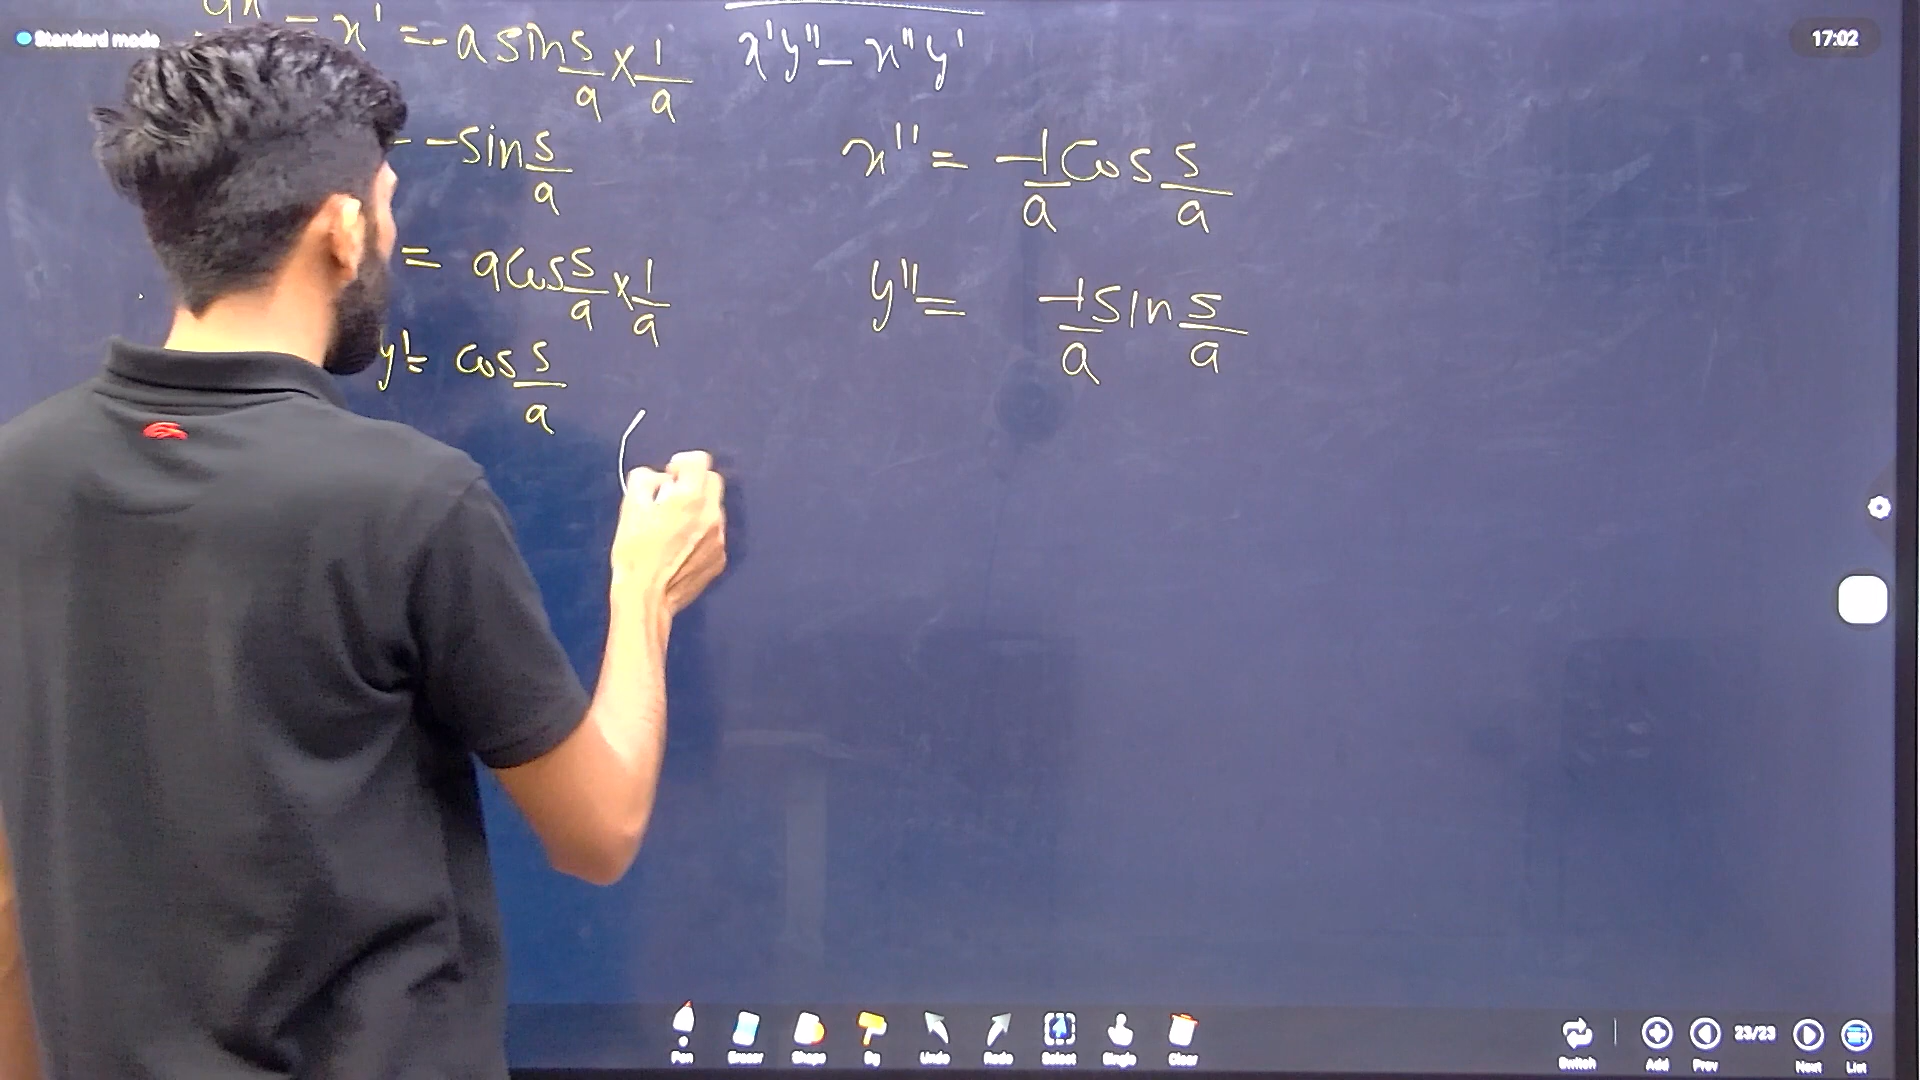 Standard mode
17:02
- x' = -a sin s/a × 1/a
x'y'' - x''y'
- sin s/a
x'' = -1/a cos s/a
= a cos s/a × 1/a
y'' = -1/a sin s/a
y' = cos s/a
(
Pen Eraser Shape Bg Undo Redo Select Single Clear
Switch Add Prev 23/23 Next List